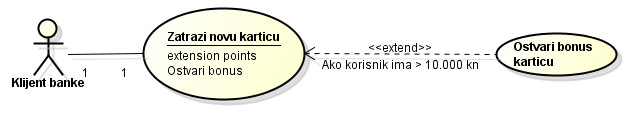 Zatrazi novu karticu
extension points
Ostvari bonus
<<extend>>
Ako korisnik ima > 10.000 kn
Ostvari bonus
karticu
1
1
Klijent banke